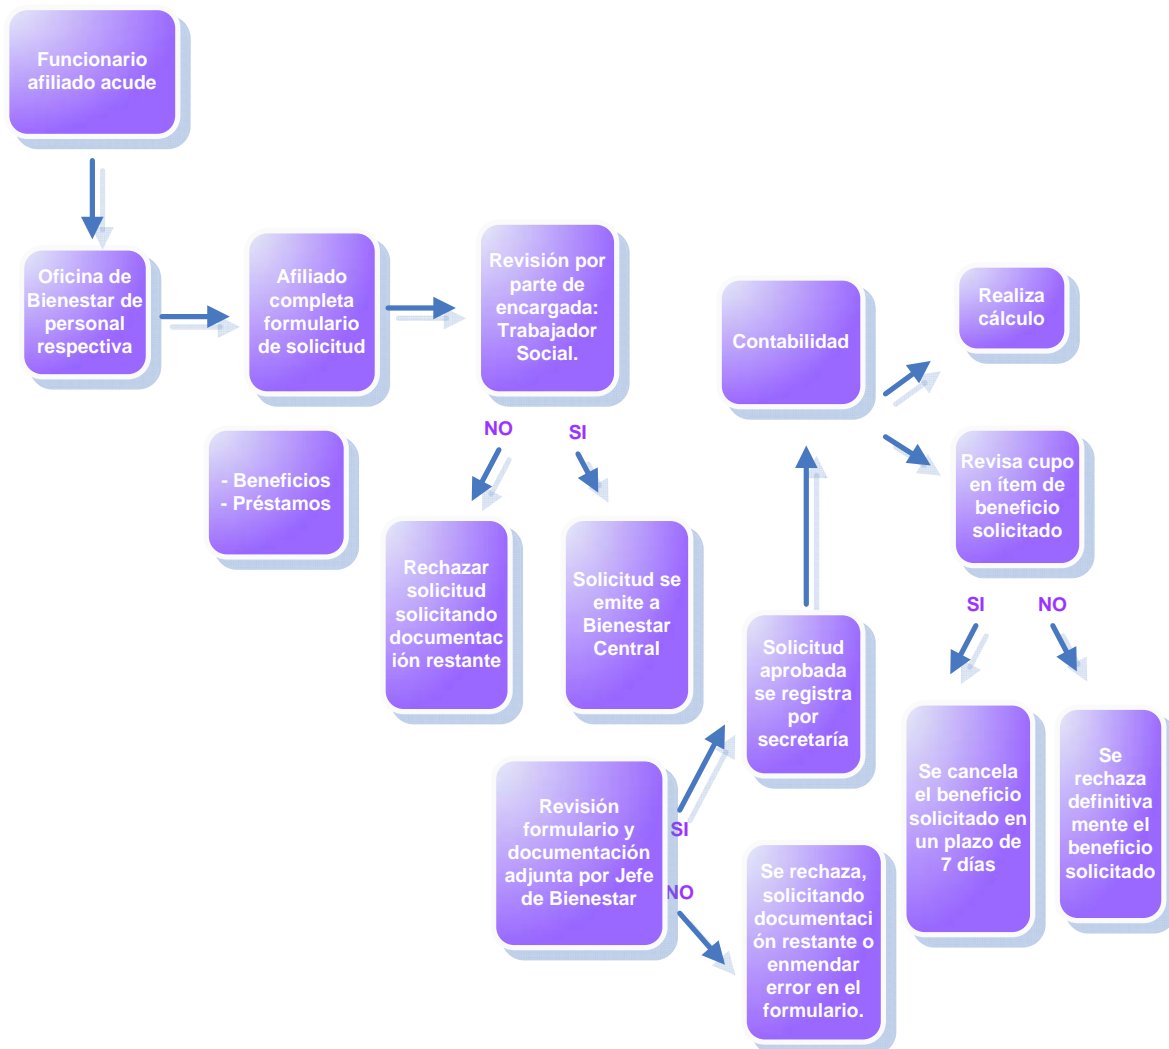 Funcionario
afiliado acude
Oficina de
Bienestar de
personal
respectiva
Afiliado
completa
formulario
de solicitud
Revisión por
parte de
encargada:
Trabajador
Social.
- Beneficios
- Préstamos
NO
SI
Rechazar
solicitud
solicitando
documentac
ión restante
Solicitud se
emite a
Bienestar
Central
Revisión
formulario y
documentación
adjunta por Jefe
de Bienestar
SI
NO
Solicitud
aprobada
se registra
por
secretaría
Se rechaza,
solicitando
documentaci
ón restante o
enmendar
error en el
formulario.
Contabilidad
Realiza
cálculo
Revisa cupo
en ítem de
beneficio
solicitado
SI
NO
Se cancela
el beneficio
solicitado en
un plazo de
7 días
Se
rechaza
definitiva
mente el
beneficio
solicitado